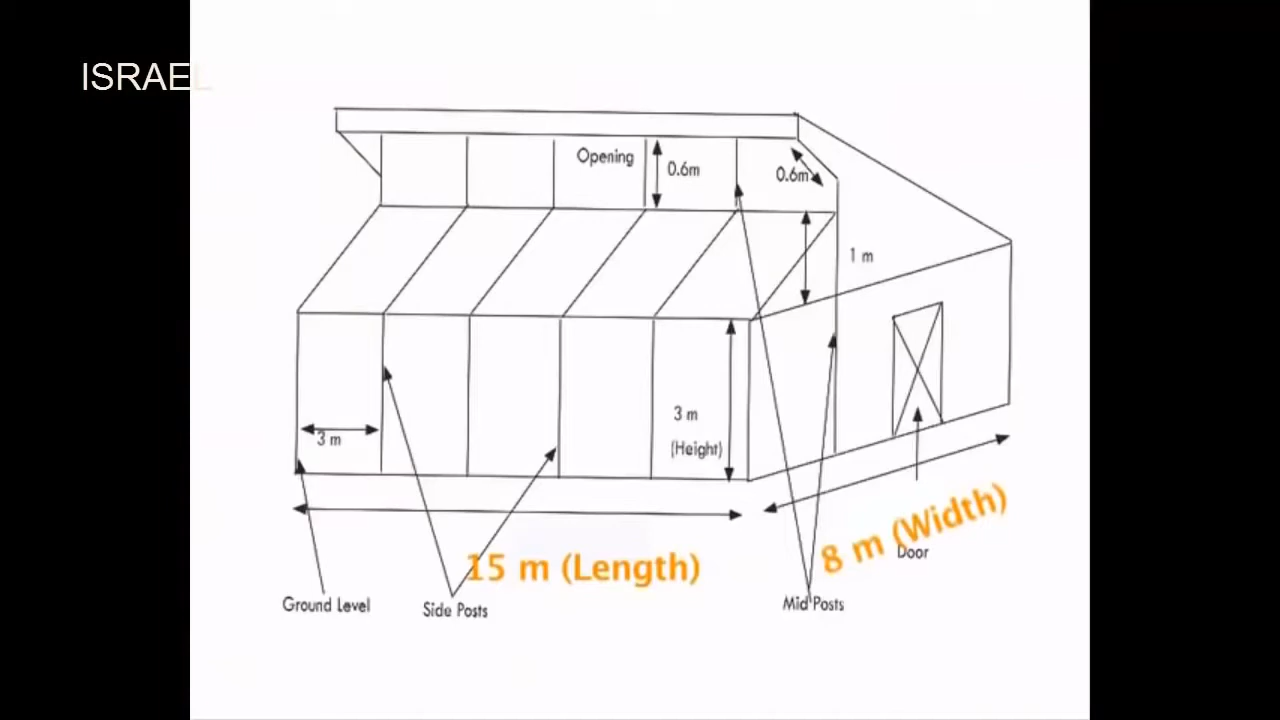 ISRAEL
Opening
0.6m
0.6m
1 m
3 m
3 m
(Height)
8 m (Width)
Door
15 m (Length)
Ground Level
Side Posts
Mid Posts